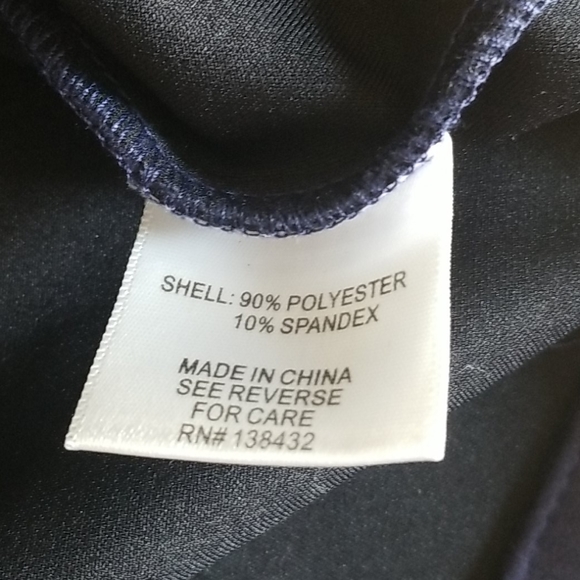 SHELL: 90% POLYESTER
10% SPANDEX
MADE IN CHINA
SEE REVERSE
FOR CARE
RN# 138432